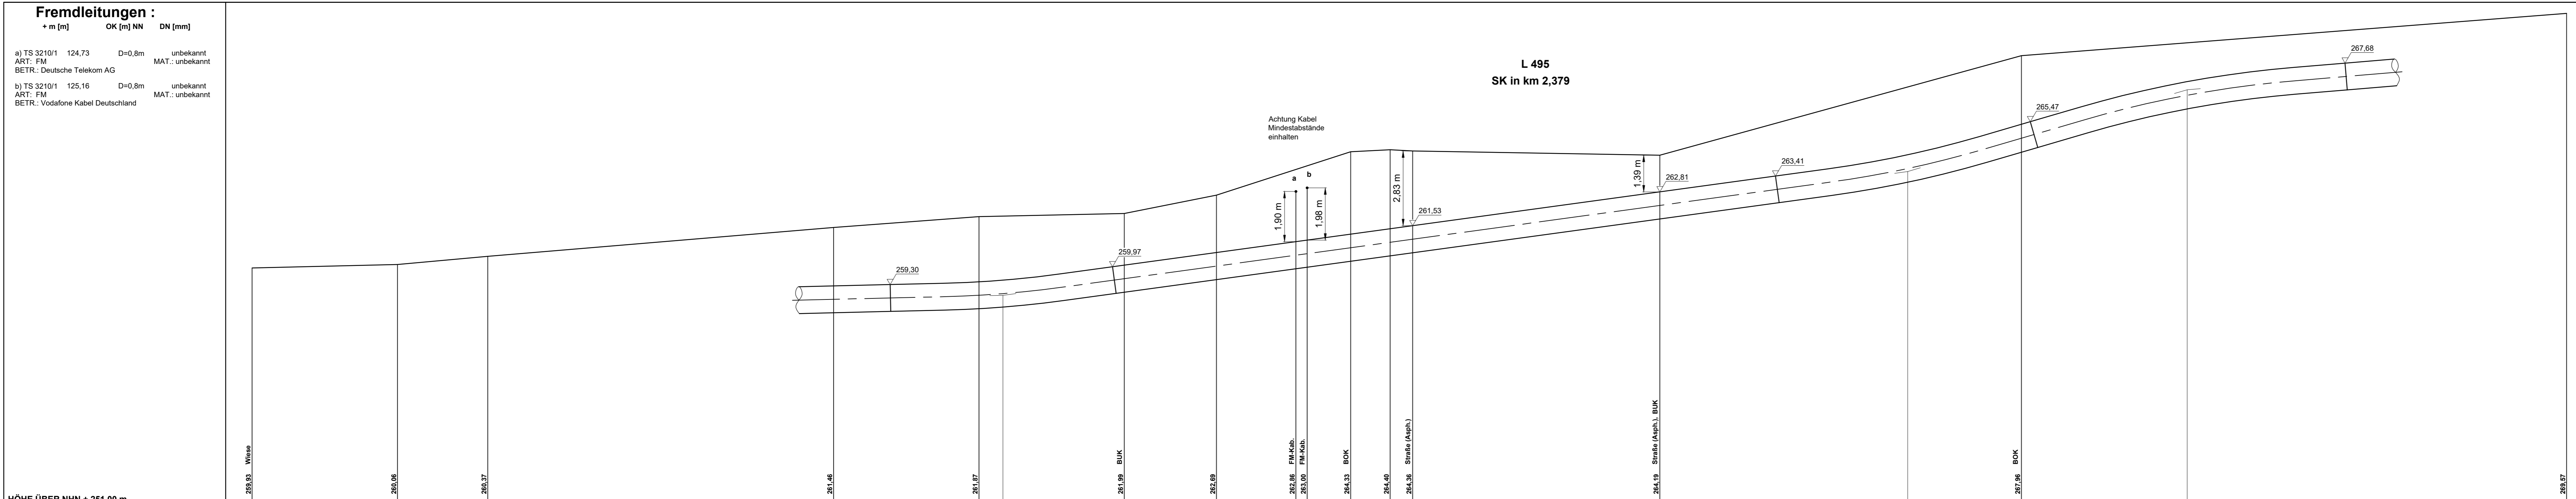 Fremdleitungen :
+ m [m] OK [m] NN DN [mm]
a) TS 3210/1 124,73 D=0,8m unbekannt
ART: FM MAT.: unbekannt
BETR.: Deutsche Telekom AG
b) TS 3210/1 125,16 D=0,8m unbekannt
ART: FM MAT.: unbekannt
BETR.: Vodafone Kabel Deutschland
L 495
SK in km 2,379
Achtung Kabel
Mindestabstände
einhalten
a
b
1,90 m
1,98 m
2,83 m
1,39 m
259,30
259,97
261,53
262,81
263,41
265,47
267,68
259,93 Wiese
260,06
260,37
261,46
261,87
261,99 BUK
262,69
262,86 FM-Kab.
263,00 FM-Kab.
264,33 BOK
264,40
264,36 Straße (Asph.)
264,19 Straße (Asph.). BUK
267,96 BOK
269,57
HÖHE ÜBER NHN + 251,00 m